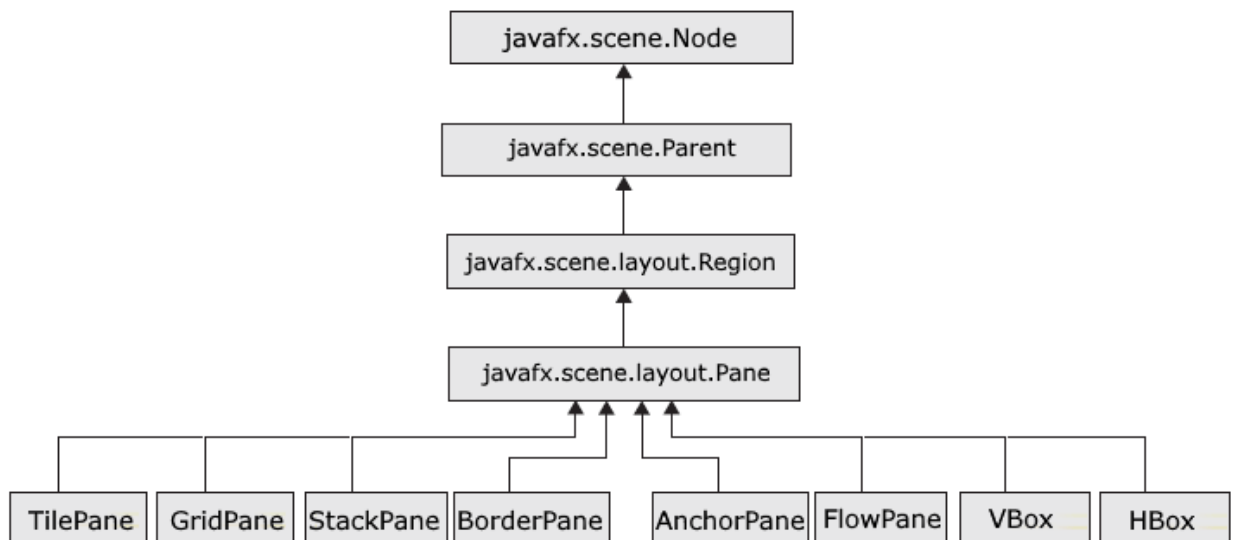 javafx.scene.Node
javafx.scene.Parent
javafx.scene.layout.Region
javafx.scene.layout.Pane
TilePane GridPane StackPane BorderPane AnchorPane FlowPane VBox HBox